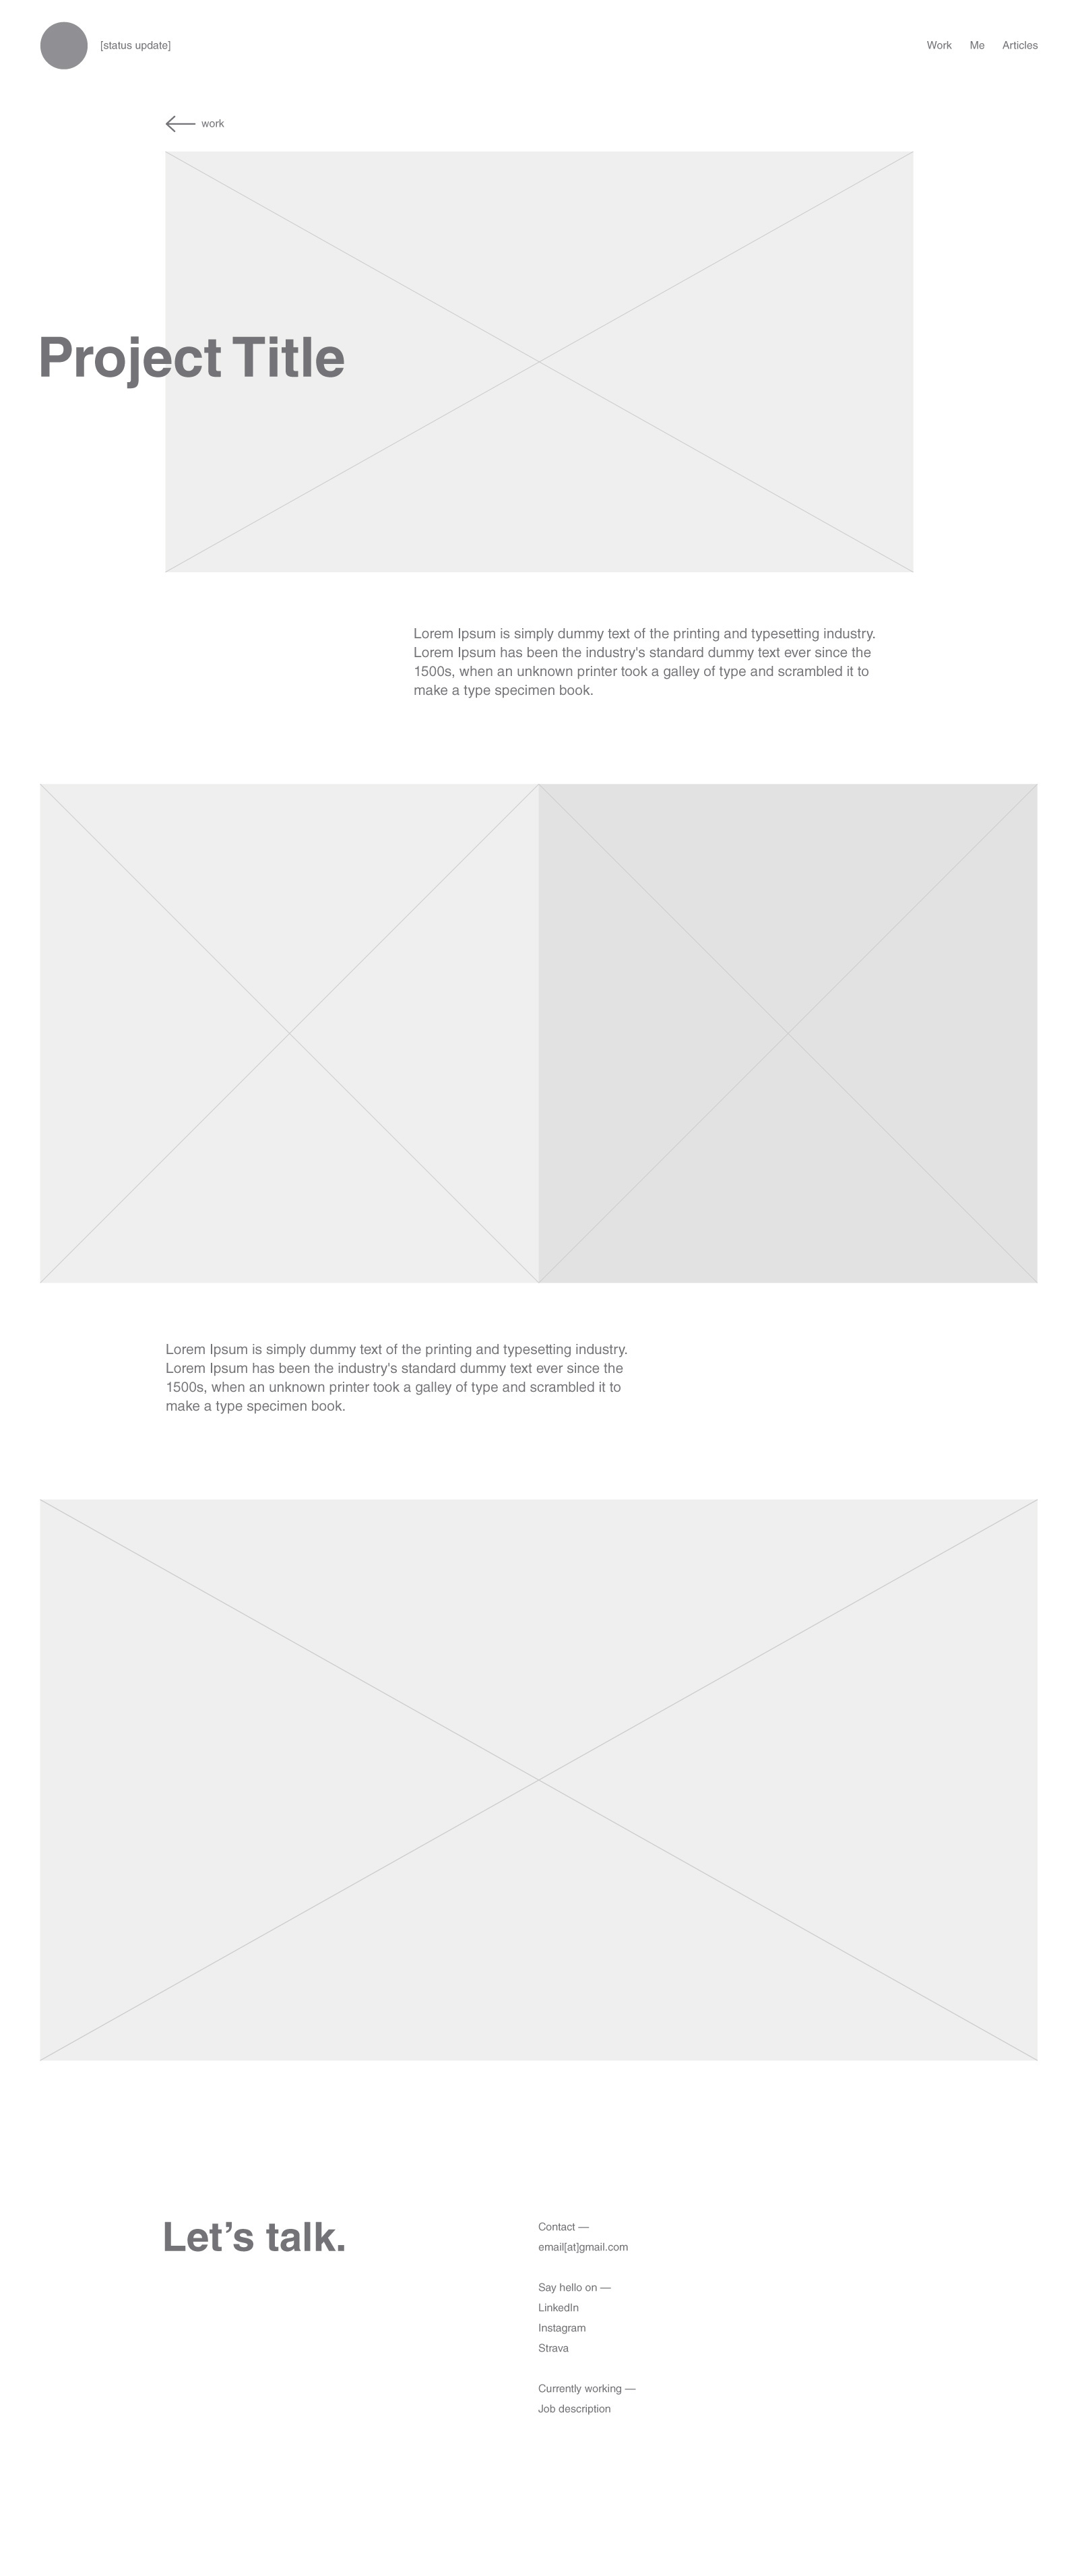 [status update]
Work Me Articles
work
Project Title
Lorem Ipsum is simply dummy text of the printing and typesetting industry.
Lorem Ipsum has been the industry's standard dummy text ever since the
1500s, when an unknown printer took a galley of type and scrambled it to
make a type specimen book.
Lorem Ipsum is simply dummy text of the printing and typesetting industry.
Lorem Ipsum has been the industry's standard dummy text ever since the
1500s, when an unknown printer took a galley of type and scrambled it to
make a type specimen book.
Let’s talk.
Contact —
email[at]gmail.com
Say hello on —
LinkedIn
Instagram
Strava
Currently working —
Job description